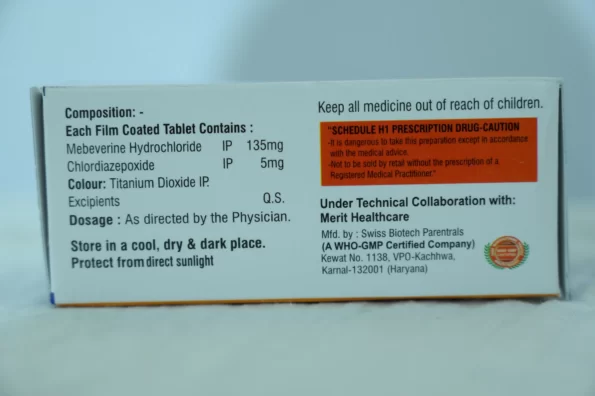 Composition: -
Each Film Coated Tablet Contains :
Mebeverine Hydrochloride IP 135mg
Chlordiazepoxide IP 5mg
Colour: Titanium Dioxide IP.
Excipients Q.S.
Dosage : As directed by the Physician.
Store in a cool, dry & dark place.
Protect from direct sunlight
Keep all medicine out of reach of children.
"SCHEDULE H1 PRESCRIPTION DRUG-CAUTION
-It is dangerous to take this preparation except in accordance
with the medical advice.
-Not to be sold by retail without the prescription of a
Registered Medical Practitioner."
Under Technical Collaboration with:
Merit Healthcare
Mfd. by : Swiss Biotech Parentrals
(A WHO-GMP Certified Company)
Kewat No. 1138, VPO-Kachhwa,
Karnal-132001 (Haryana)